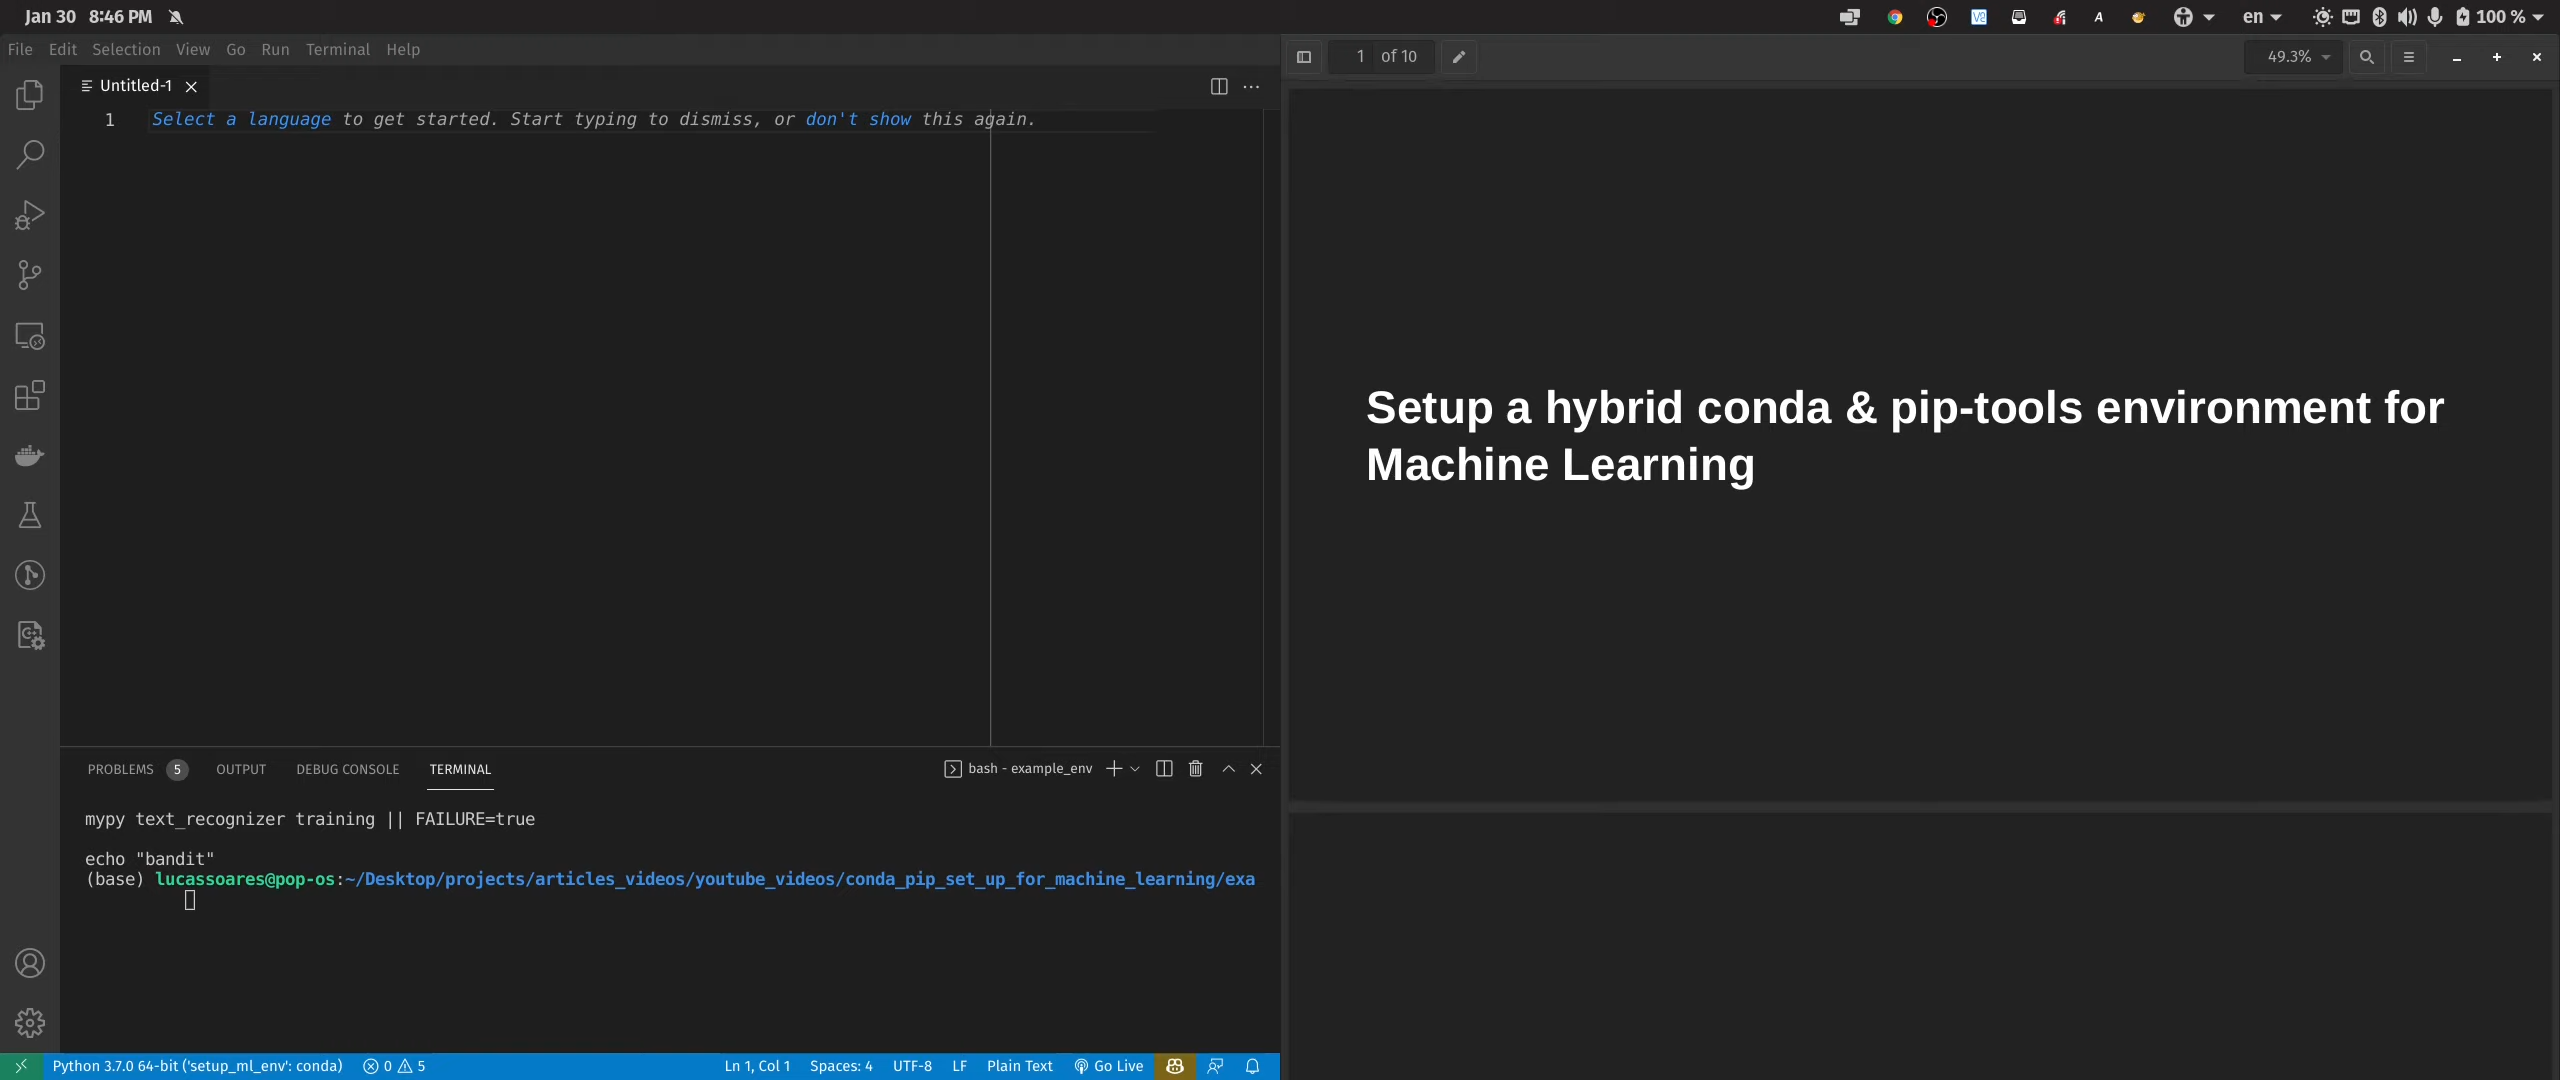 Jan 30 8:46 PM
en
100 %
File Edit Selection View Go Run Terminal Help
1 of 10
49.3%
Untitled-1
1 Select a language to get started. Start typing to dismiss, or don't show this again.
Setup a hybrid conda & pip-tools environment for
Machine Learning
PROBLEMS 5 OUTPUT DEBUG CONSOLE TERMINAL
bash - example_env
mypy text_recognizer training || FAILURE=true
echo "bandit"
(base) lucassoares@pop-os:~/Desktop/projects/articles_videos/youtube_videos/conda_pip_set_up_for_machine_learning/exa
Python 3.7.0 64-bit ('setup_ml_env': conda) 0 5 Ln 1, Col 1 Spaces: 4 UTF-8 LF Plain Text Go Live